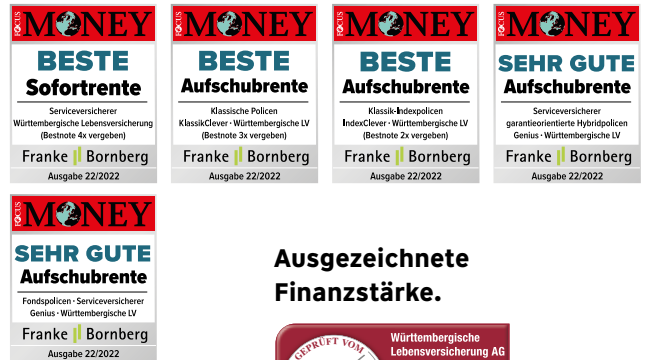 FOCUS MONEY
BESTE
Sofortrente
Serviceversicherer
Württembergische Lebensversicherung
(Bestnote 4x vergeben)
Franke Bornberg
Ausgabe 22/2022
FOCUS MONEY
BESTE
Aufschubrente
Klassische Policen
KlassikClever · Württembergische LV
(Bestnote 3x vergeben)
Franke Bornberg
Ausgabe 22/2022
FOCUS MONEY
BESTE
Aufschubrente
Klassik-Indexpolicen
IndexClever · Württembergische LV
(Bestnote 2x vergeben)
Franke Bornberg
Ausgabe 22/2022
FOCUS MONEY
SEHR GUTE
Aufschubrente
Serviceversicherer
garantieorientierte Hybridpolicen
Genius · Württembergische LV
Franke Bornberg
Ausgabe 22/2022
FOCUS MONEY
SEHR GUTE
Aufschubrente
Fondspolicen · Serviceversicherer
Genius · Württembergische LV
Franke Bornberg
Ausgabe 22/2022
Ausgezeichnete
Finanzstärke.
GEPRÜFT VOM
Württembergische
Lebensversicherung AG